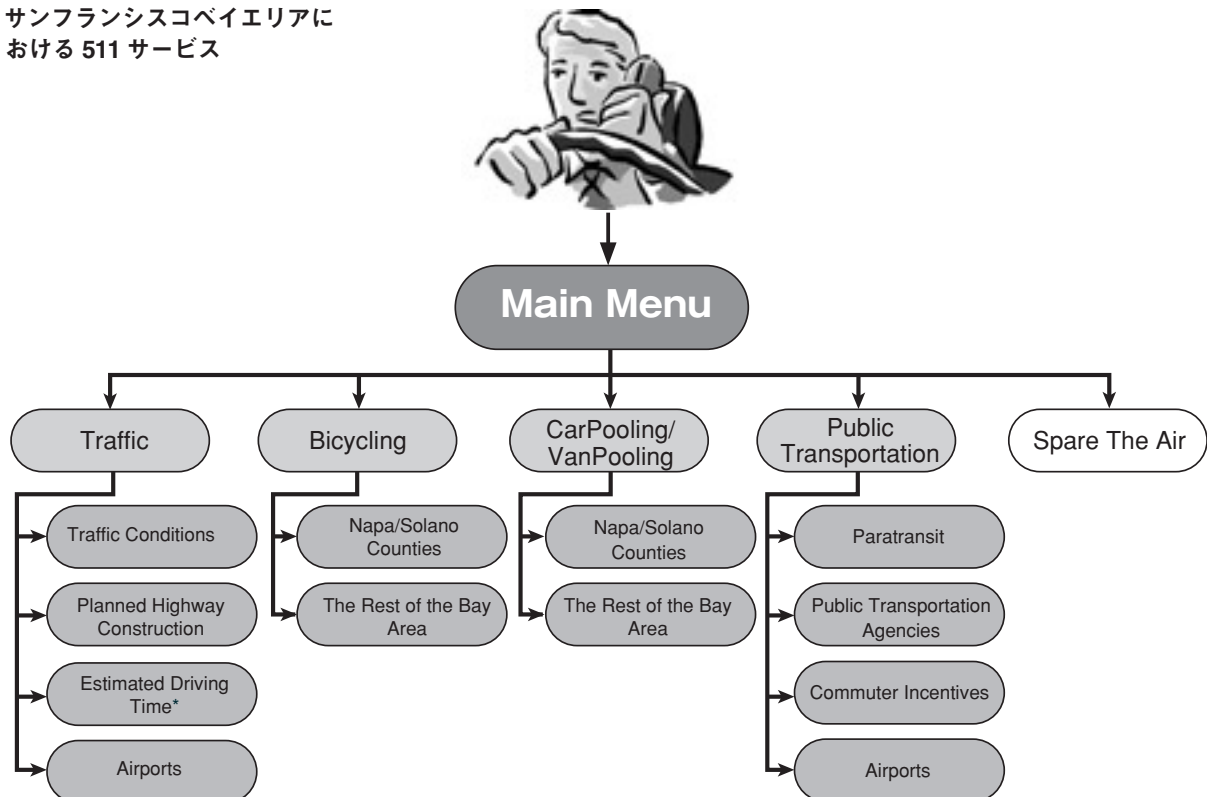 サンフランシスコベイエリアに
おける 511 サービス
Main Menu
Traffic
Bicycling
CarPooling/
VanPooling
Public
Transportation
Spare The Air
Traffic Conditions
Planned Highway
Construction
Estimated Driving
Time*
Airports
Napa/Solano
Counties
The Rest of the Bay
Area
Napa/Solano
Counties
The Rest of the Bay
Area
Paratransit
Public Transportation
Agencies
Commuter Incentives
Airports